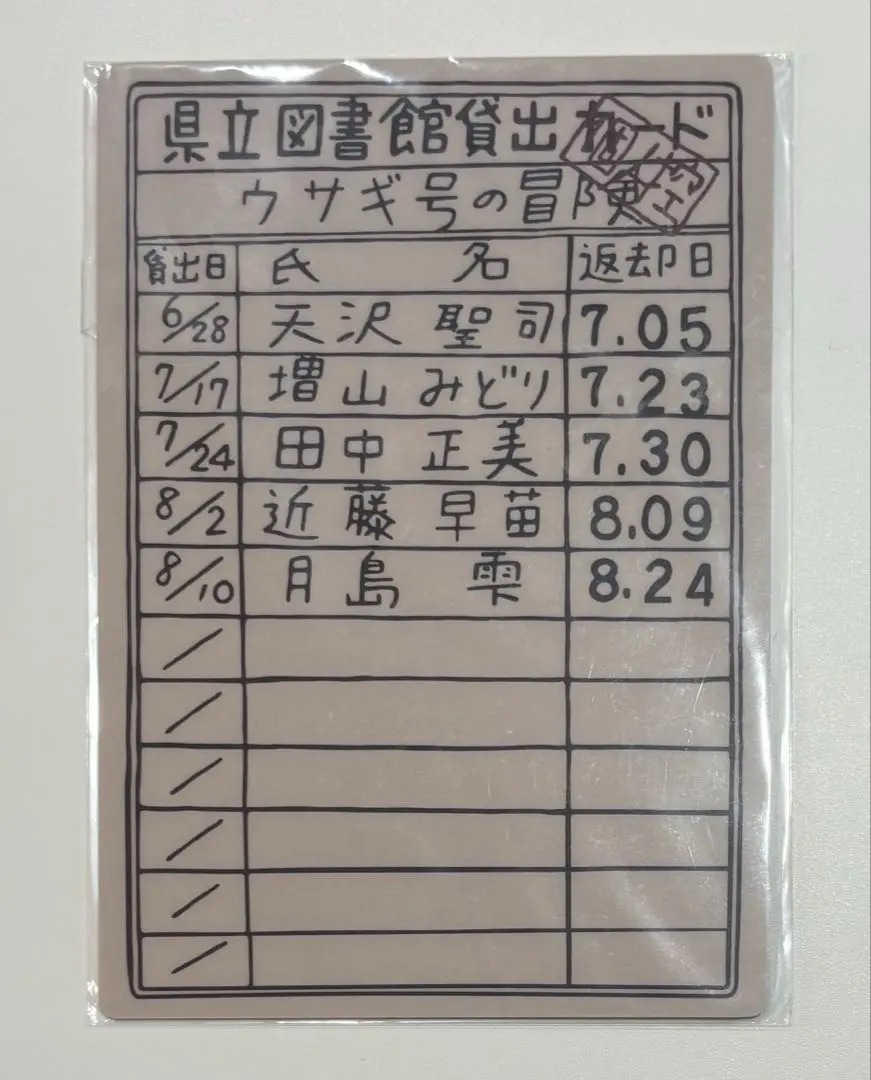 県立図書館貸出カード
ウサギ号の冒険
貸出日 氏 名 返却日
6/28 天沢 聖司 7.05
7/17 増山 みどり 7.23
7/24 田中 正美 7.30
8/2 近藤 早苗 8.09
8/10 月島 雫 8.24
/
/
/
/
/
/